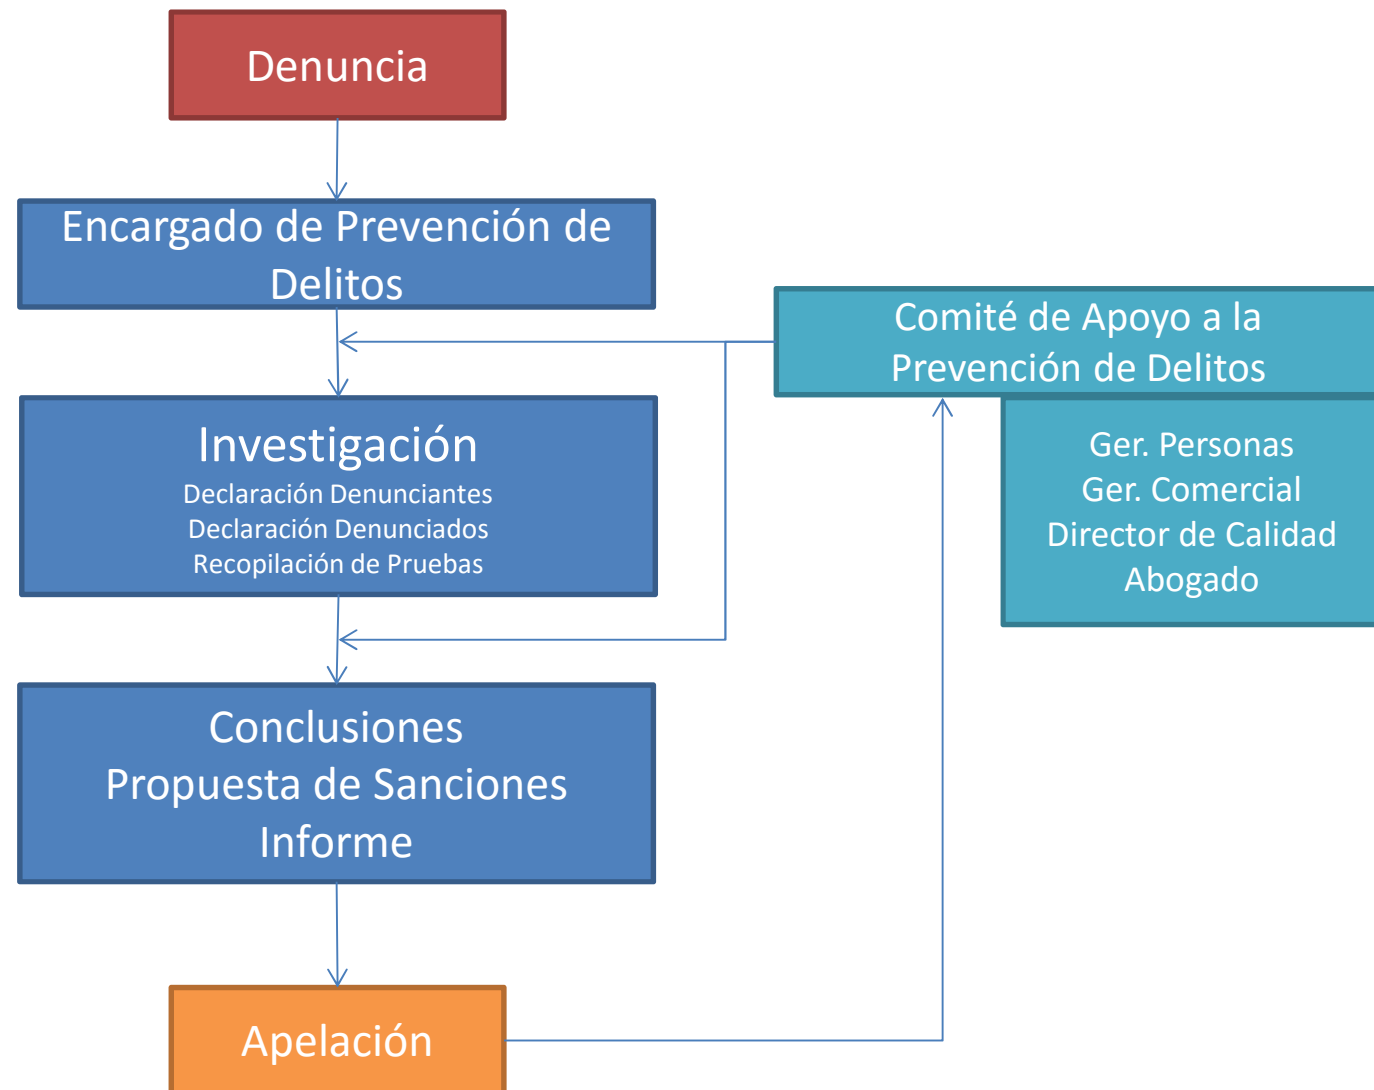 Denuncia
Encargado de Prevención de
Delitos
Comité de Apoyo a la
Prevención de Delitos
Ger. Personas
Ger. Comercial
Director de Calidad
Abogado
Investigación
Declaración Denunciantes
Declaración Denunciados
Recopilación de Pruebas
Conclusiones
Propuesta de Sanciones
Informe
Apelación